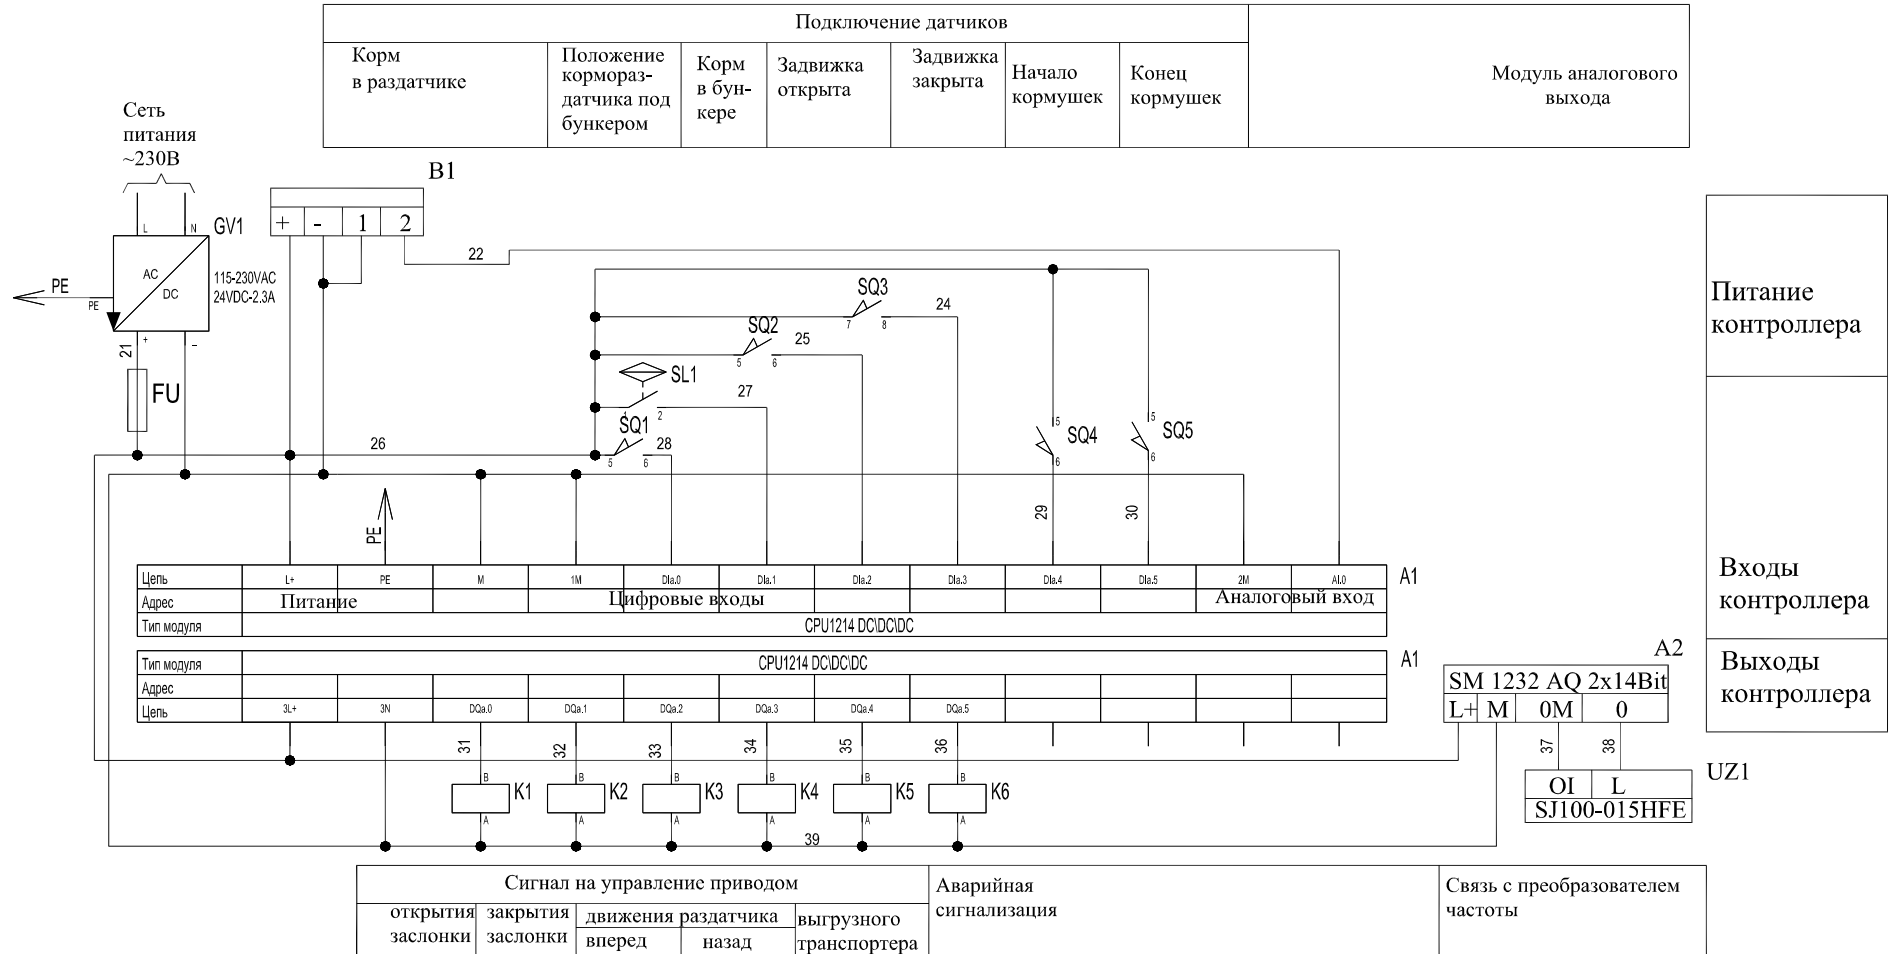 Подключение датчиков
Корм
в раздатчике
Положение
кормораз-
датчика под
бункером
Корм
в бун-
кере
Задвижка
открыта
Задвижка
закрыта
Начало
кормушек
Конец
кормушек
Модуль аналогового
выхода
Сеть
питания
~230В
L
N
GV1
AC
DC
115-230VAC
24VDC-2.3A
PE
PE
+
−
21
FU
B1
+ - 1 2
22
SQ3
7
8
24
SQ2
5
6
25
SL1
1
2
27
SQ1
5
6
28
26
5
SQ4
6
29
5
SQ5
6
30
PE
Питание
контроллера
Входы
контроллера
Выходы
контроллера
Цепь L+ PE M 1M DIa.0 DIa.1 DIa.2 DIa.3 DIa.4 DIa.5 2M AI.0
A1
Адрес Питание Цифровые входы Аналоговый вход
Тип модуля CPU1214 DC\DC\DC
Тип модуля CPU1214 DC\DC\DC
A1
Адрес
Цепь 3L+ 3N DQa.0 DQa.1 DQa.2 DQa.3 DQa.4 DQa.5
A2
SM 1232 AQ 2x14Bit
L+ M 0M 0
37 38
UZ1
OI L
SJ100-015HFE
31 32 33 34 35 36
B B B B B B
K1 K2 K3 K4 K5 K6
A A A A A A
39
Сигнал на управление приводом
открытия
заслонки
закрытия
заслонки
движения раздатчика
вперед
назад
выгрузного
транспортера
Аварийная
сигнализация
Связь с преобразователем
частоты